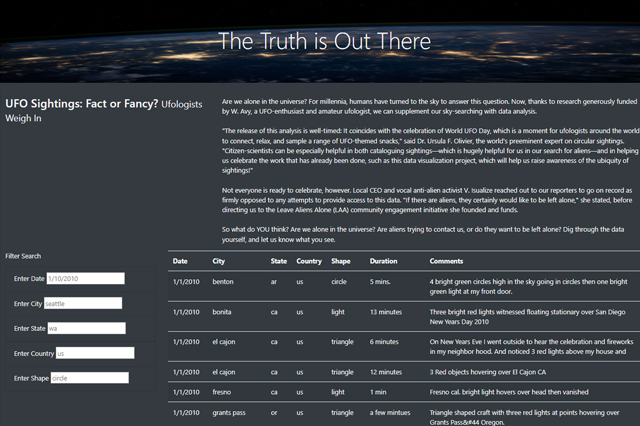 The Truth is Out There
UFO Sightings: Fact or Fancy? Ufologists
Weigh In
Are we alone in the universe? For millennia, humans have turned to the sky to answer this question. Now, thanks to research generously funded
by W. Avy, a UFO-enthusiast and amateur ufologist, we can supplement our sky-searching with data analysis.
"The release of this analysis is well-timed: It coincides with the celebration of World UFO Day, which is a moment for ufologists around the world
to connect, relax, and sample a range of UFO-themed snacks," said Dr. Ursula F. Olivier, the world's preeminent expert on circular sightings.
"Citizen-scientists can be especially helpful in both cataloguing sightings—which is hugely helpful for us in our search for aliens—and in helping
us celebrate the work that has already been done, such as this data visualization project, which will help us raise awareness of the ubiquity of
sightings!"
Not everyone is ready to celebrate, however. Local CEO and vocal anti-alien activist V. Isualize reached out to our reporters to go on record as
firmly opposed to any attempts to provide access to this data. "If there are aliens, they certainly would like to be left alone," she stated, before
directing us to the Leave Aliens Alone (LAA) community engagement initiative she founded and funds.
So what do YOU think? Are we alone in the universe? Are aliens trying to contact us, or do they want to be left alone? Dig through the data
yourself, and let us know what you see.
Filter Search
Enter Date 1/10/2010
Enter City seattle
Enter State wa
Enter Country us
Enter Shape circle
Date City State Country Shape Duration Comments
1/1/2010 benton ar us circle 5 mins. 4 bright green circles high in the sky going in circles then one bright
green light at my front door.
1/1/2010 bonita ca us light 13 minutes Three bright red lights witnessed floating stationary over San Diego
New Years Day 2010
1/1/2010 el cajon ca us triangle 6 minutes On New Years Eve I went outside to hear the celebration and fireworks
in my neighbor hood. And noticed 3 red lights above my house and
1/1/2010 el cajon ca us triangle 12 minutes 3 Red objects hovering over El Cajon CA
1/1/2010 fresno ca us light 1 min Fresno cal. bright light hovers over head then vanished
1/1/2010 grants pass or us triangle a few mintues Triangle shaped craft with three red lights at points hovering over
Grants Pass&#44 Oregon.